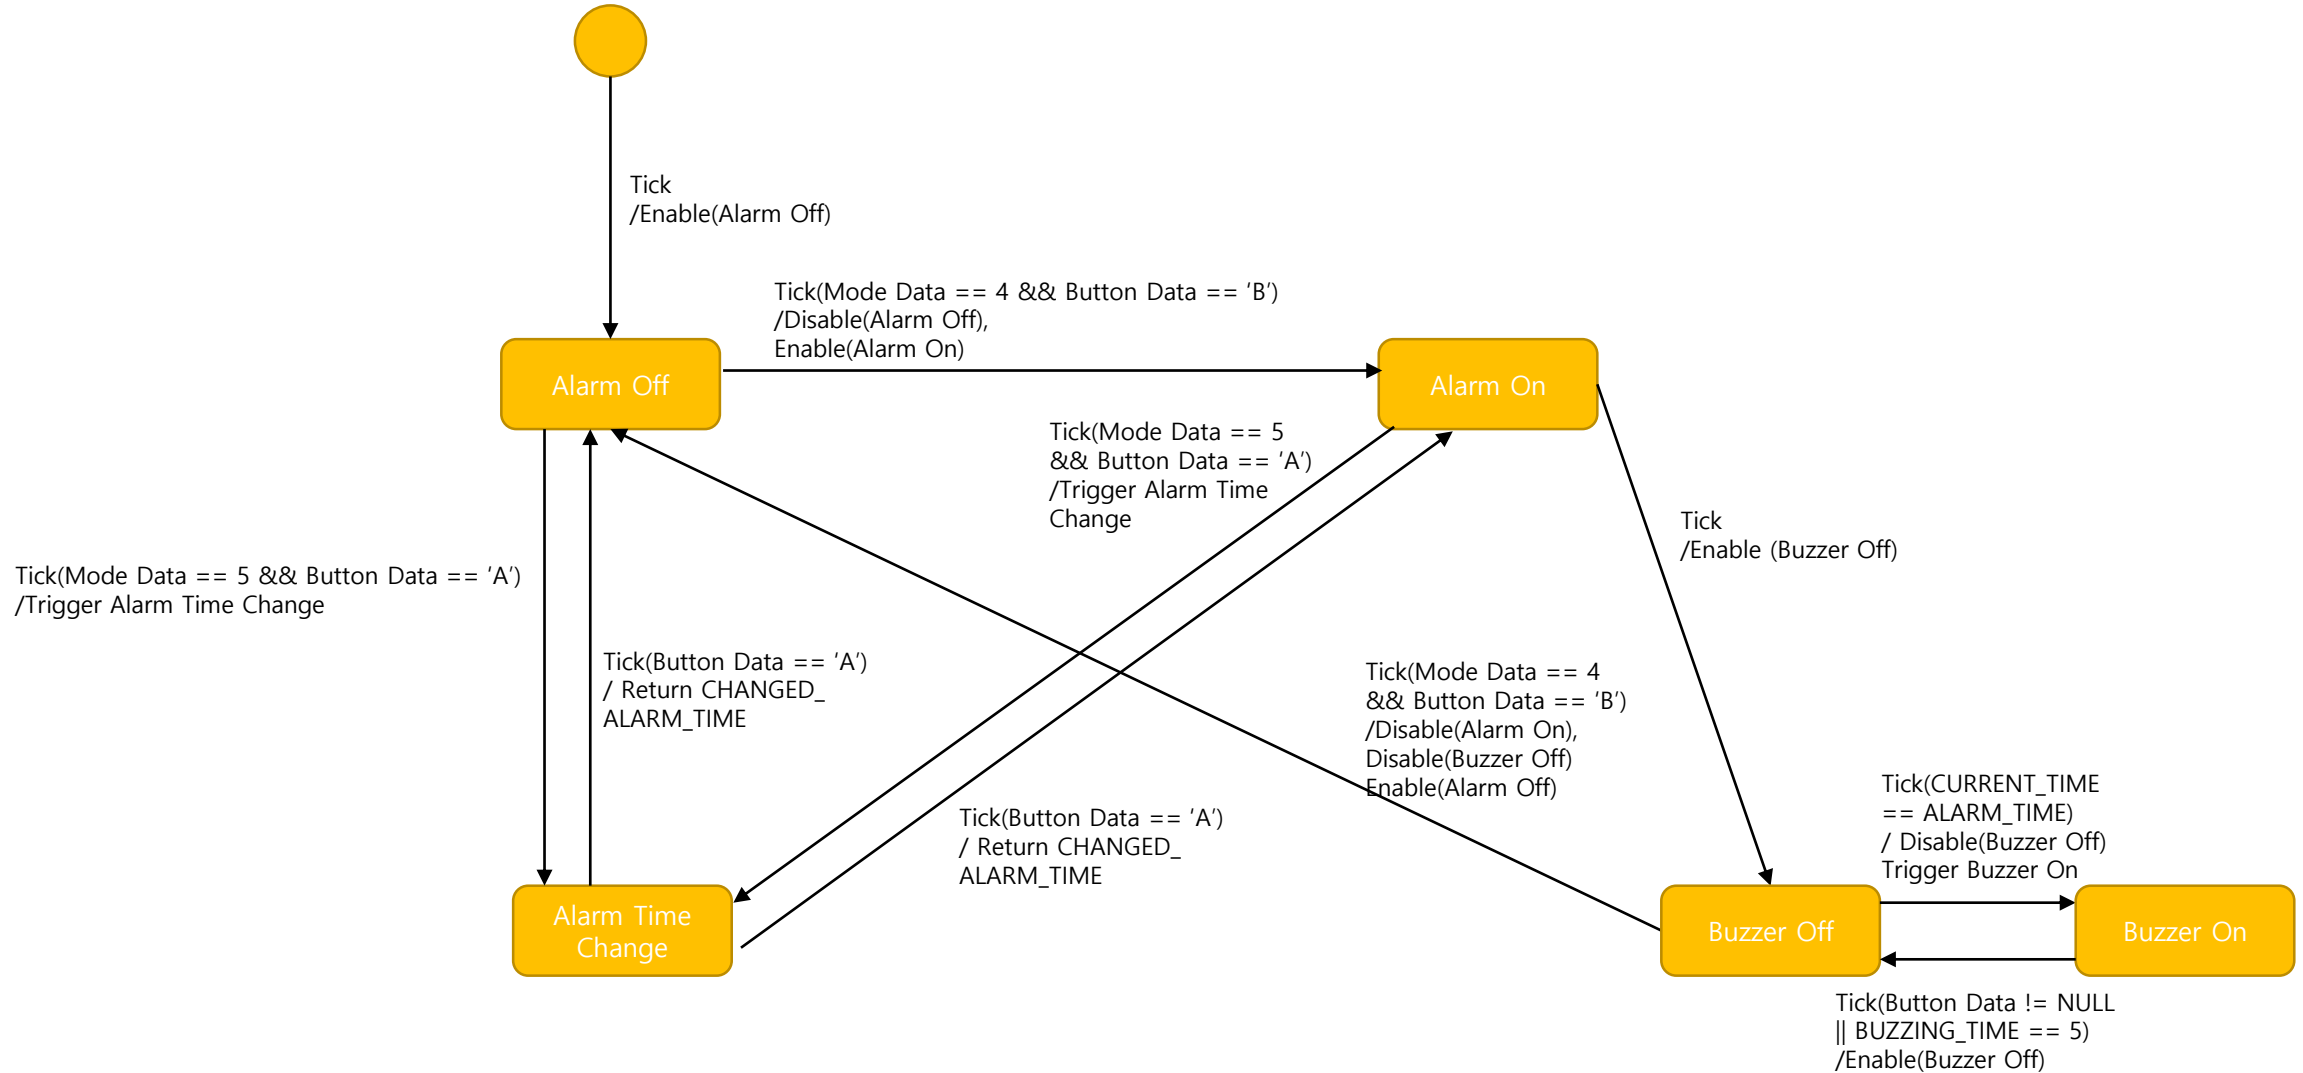 Tick
/Enable(Alarm Off)
Tick(Mode Data == 4 && Button Data == ‘B’)
/Disable(Alarm Off),
Enable(Alarm On)
Alarm Off
Alarm On
Tick(Mode Data == 5
&& Button Data == ‘A’)
/Trigger Alarm Time
Change
Tick
/Enable (Buzzer Off)
Tick(Mode Data == 5 && Button Data == ‘A’)
/Trigger Alarm Time Change
Tick(Button Data == ‘A’)
/ Return CHANGED_
ALARM_TIME
Tick(Mode Data == 4
&& Button Data == ‘B’)
/Disable(Alarm On),
Disable(Buzzer Off)
Enable(Alarm Off)
Tick(CURRENT_TIME
== ALARM_TIME)
/ Disable(Buzzer Off)
Trigger Buzzer On
Tick(Button Data == ‘A’)
/ Return CHANGED_
ALARM_TIME
Alarm Time
Change
Buzzer Off
Buzzer On
Tick(Button Data != NULL
|| BUZZING_TIME == 5)
/Enable(Buzzer Off)